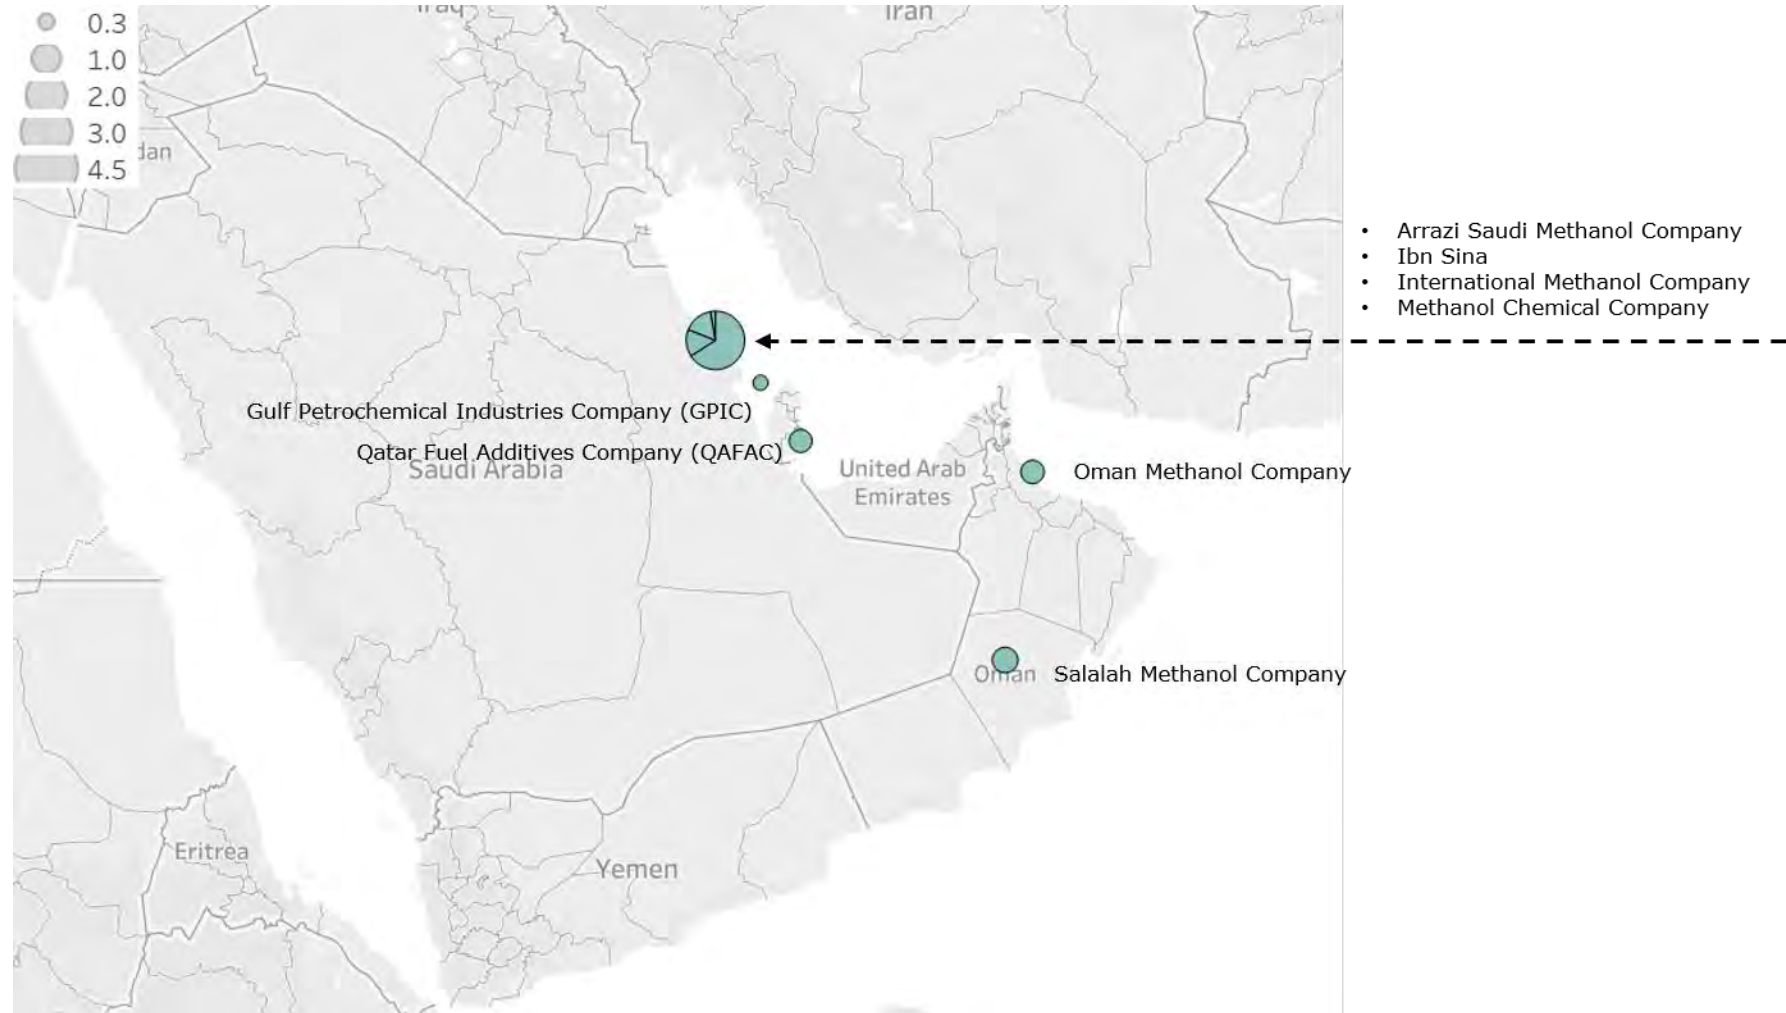 0.3
1.0
2.0
3.0
4.5
Iraq
Iran
dan
• Arrazi Saudi Methanol Company
• Ibn Sina
• International Methanol Company
• Methanol Chemical Company
Gulf Petrochemical Industries Company (GPIC)
Qatar Fuel Additives Company (QAFAC)
Saudi Arabia
United Arab
Emirates
Oman Methanol Company
Oman
Salalah Methanol Company
Eritrea
Yemen